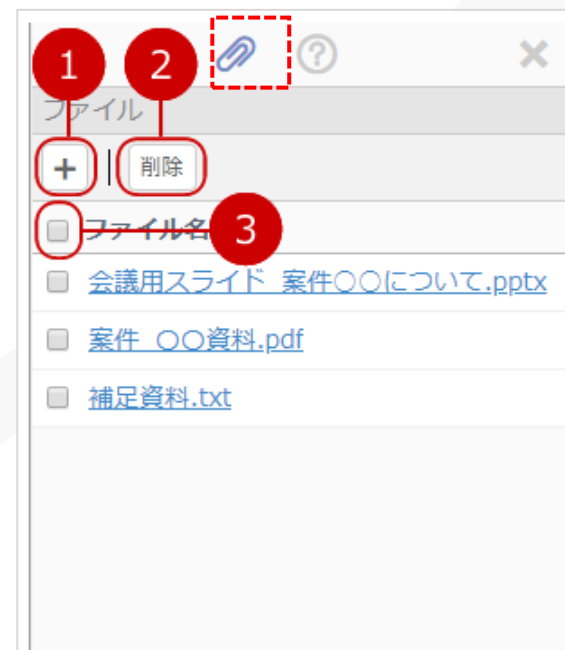 1 2 ?
ファイル
+ 削除
ファイル名 3
会議用スライド_案件○○について.pptx
案件_○○資料.pdf
補足資料.txt